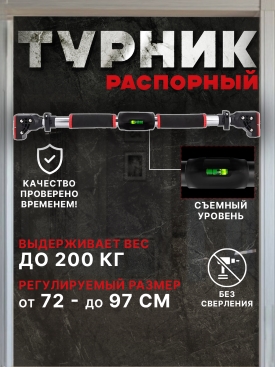 ТУРНИК
РАСПОРНЫЙ
КАЧЕСТВО
ПРОВЕРЕНО
ВРЕМЕНЕМ!
СЪЕМНЫЙ
УРОВЕНЬ
ВЫДЕРЖИВАЕТ ВЕС
ДО 200 КГ
РЕГУЛИРУЕМЫЙ РАЗМЕР
от 72 - до 97 СМ
БЕЗ
СВЕРЛЕНИЯ